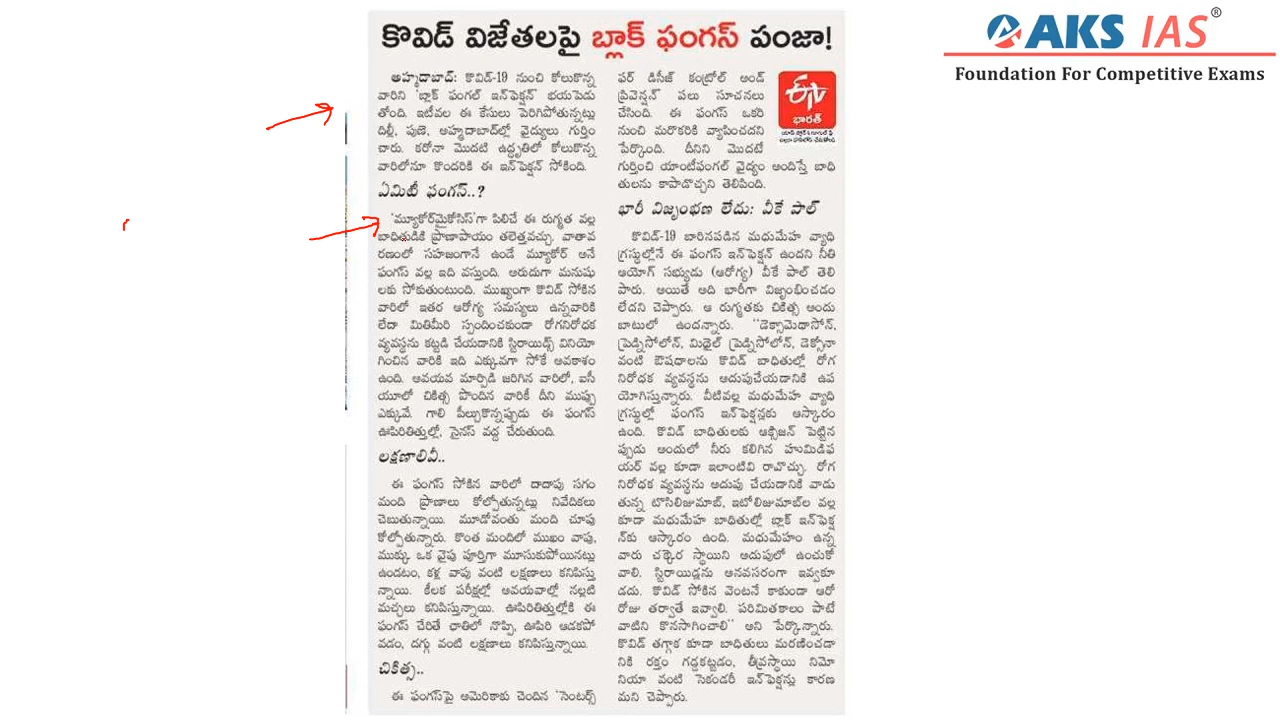 AKS IAS®
Foundation For Competitive Exams
కొవిడ్ విజేతలపై బ్లాక్ ఫంగస్ పంజా!
అహ్మదాబాద్: కొవిడ్-19 నుంచి కోలుకొన్న
వారిని 'బ్లాక్ ఫంగల్ ఇన్‌ఫెక్షన్' భయపెడు
తోంది. ఇటీవల ఈ కేసులు పెరిగిపోతున్నట్లు
దిల్లీ, పుణె, అహ్మదాబాద్‌ల్లో వైద్యులు గుర్తిం
చారు. కరోనా మొదటి ఉద్ధృతిలో కోలుకొన్న
వారిలోనూ కొందరికి ఈ ఇన్‌ఫెక్షన్ సోకింది.
ఏమిటీ ఫంగస్..?
'మ్యూకోర్‌మైకోసిస్'గా పిలిచే ఈ రుగ్మత వల్ల
బాధితుడికి ప్రాణాపాయం తలెత్తవచ్చు. వాతావ
రణంలో సహజంగానే ఉండే మ్యూకోర్ అనే
ఫంగస్ వల్ల ఇది వస్తుంది. అరుదుగా మనుషు
లకు సోకుతుంటుంది. ముఖ్యంగా కొవిడ్ సోకిన
వారిలో ఇతర ఆరోగ్య సమస్యలు ఉన్నవారికి
లేదా మితిమీరి స్పందించకుండా రోగనిరోధక
వ్యవస్థను కట్టడి చేయడానికి స్టిరాయిడ్స్ వినియో
గించిన వారికి ఇది ఎక్కువగా సోకే అవకాశం
ఉంది. అవయవ మార్పిడి జరిగిన వారిలో, ఐసీ
యూలో చికిత్స పొందిన వారికీ దీని ముప్పు
ఎక్కువే. గాలి పీల్చుకొన్నప్పుడు ఈ ఫంగస్
ఊపిరితిత్తుల్లో, సైనస్ వద్ద చేరుతుంది.
లక్షణాలివీ..
ఈ ఫంగస్ సోకిన వారిలో దాదాపు సగం
మంది ప్రాణాలు కోల్పోతున్నట్లు నివేదికలు
చెబుతున్నాయి. మూడోవంతు మంది చూపు
కోల్పోతున్నారు. కొంత మందిలో ముఖం వాపు,
ముక్కు ఒక వైపు పూర్తిగా మూసుకుపోయినట్లు
ఉండటం, కళ్ల వాపు వంటి లక్షణాలు కనిపిస్తు
న్నాయి. కీలక పరీక్షల్లో అవయవాల్లో నల్లటి
మచ్చలు కనిపిస్తున్నాయి. ఊపిరితిత్తుల్లోకి ఈ
ఫంగస్ చేరితే ఛాతిలో నొప్పి, ఊపిరి ఆడకపో
వడం, దగ్గు వంటి లక్షణాలు కనిపిస్తున్నాయి.
చికిత్స..
ఈ ఫంగస్‌పై అమెరికాకు చెందిన 'సెంటర్స్
ఫర్ డిసీజ్ కంట్రోల్ అండ్
ప్రివెన్షన్' పలు సూచనలు
చేసింది. ఈ ఫంగస్ ఒకరి
నుంచి మరొకరికి వ్యాపించదని
పేర్కొంది. దీనిని మొదటే
గుర్తించి యాంటీఫంగల్ వైద్యం అందిస్తే బాధి
తులను కాపాడొచ్చని తెలిపింది.
భారత్
భారీ విజృంభణ లేదు: వీకే పాల్
కొవిడ్-19 బారినపడిన మధుమేహ వ్యాధి
గ్రస్థుల్లోనే ఈ ఫంగస్ ఇన్‌ఫెక్షన్ ఉందని నీతి
ఆయోగ్ సభ్యుడు (ఆరోగ్య) వీకే పాల్ తెలి
పారు. అయితే అది భారీగా విజృంభించడం
లేదని చెప్పారు. ఆ రుగ్మతకు చికిత్స అందు
బాటులో ఉందన్నారు. ''డెక్సామెథాసోన్,
ప్రెడ్నిసోలోన్, మిథైల్ ప్రెడ్నిసోలోన్, డెక్సోనా
వంటి ఔషధాలను కొవిడ్ బాధితుల్లో రోగ
నిరోధక వ్యవస్థను అదుపుచేయడానికి ఉప
యోగిస్తున్నారు. వీటివల్ల మధుమేహ వ్యాధి
గ్రస్థుల్లో ఫంగస్ ఇన్‌ఫెక్షన్లకు ఆస్కారం
ఉంది. కొవిడ్ బాధితులకు ఆక్సిజన్ పెట్టిన
ప్పుడు అందులో నీరు కలిగిన హ్యుమిడిఫ
యర్ వల్ల కూడా ఇలాంటివి రావొచ్చు. రోగ
నిరోధక వ్యవస్థను అదుపు చేయడానికి వాడు
తున్న టొసిలిజుమాబ్, ఇటోలిజుమాబ్‌ల వల్ల
కూడా మధుమేహ బాధితుల్లో బ్లాక్ ఇన్‌ఫెక్ష
న్‌కు ఆస్కారం ఉంది. మధుమేహం ఉన్న
వారు చక్కెర స్థాయిని అదుపులో ఉంచుకో
వాలి. స్టిరాయిడ్లను అనవసరంగా ఇవ్వకూ
డదు. కొవిడ్ సోకిన వెంటనే కాకుండా ఆరో
రోజు తర్వాతే ఇవ్వాలి. పరిమితకాలం పాటే
వాటిని కొనసాగించాలి'' అని పేర్కొన్నారు.
కొవిడ్ తగ్గాక కూడా బాధితులు మరణించడా
నికి రక్తం గడ్డకట్టడం, తీవ్రస్థాయి నిమో
నియా వంటి సెకండరీ ఇన్‌ఫెక్షన్లు కారణ
మని చెప్పారు.